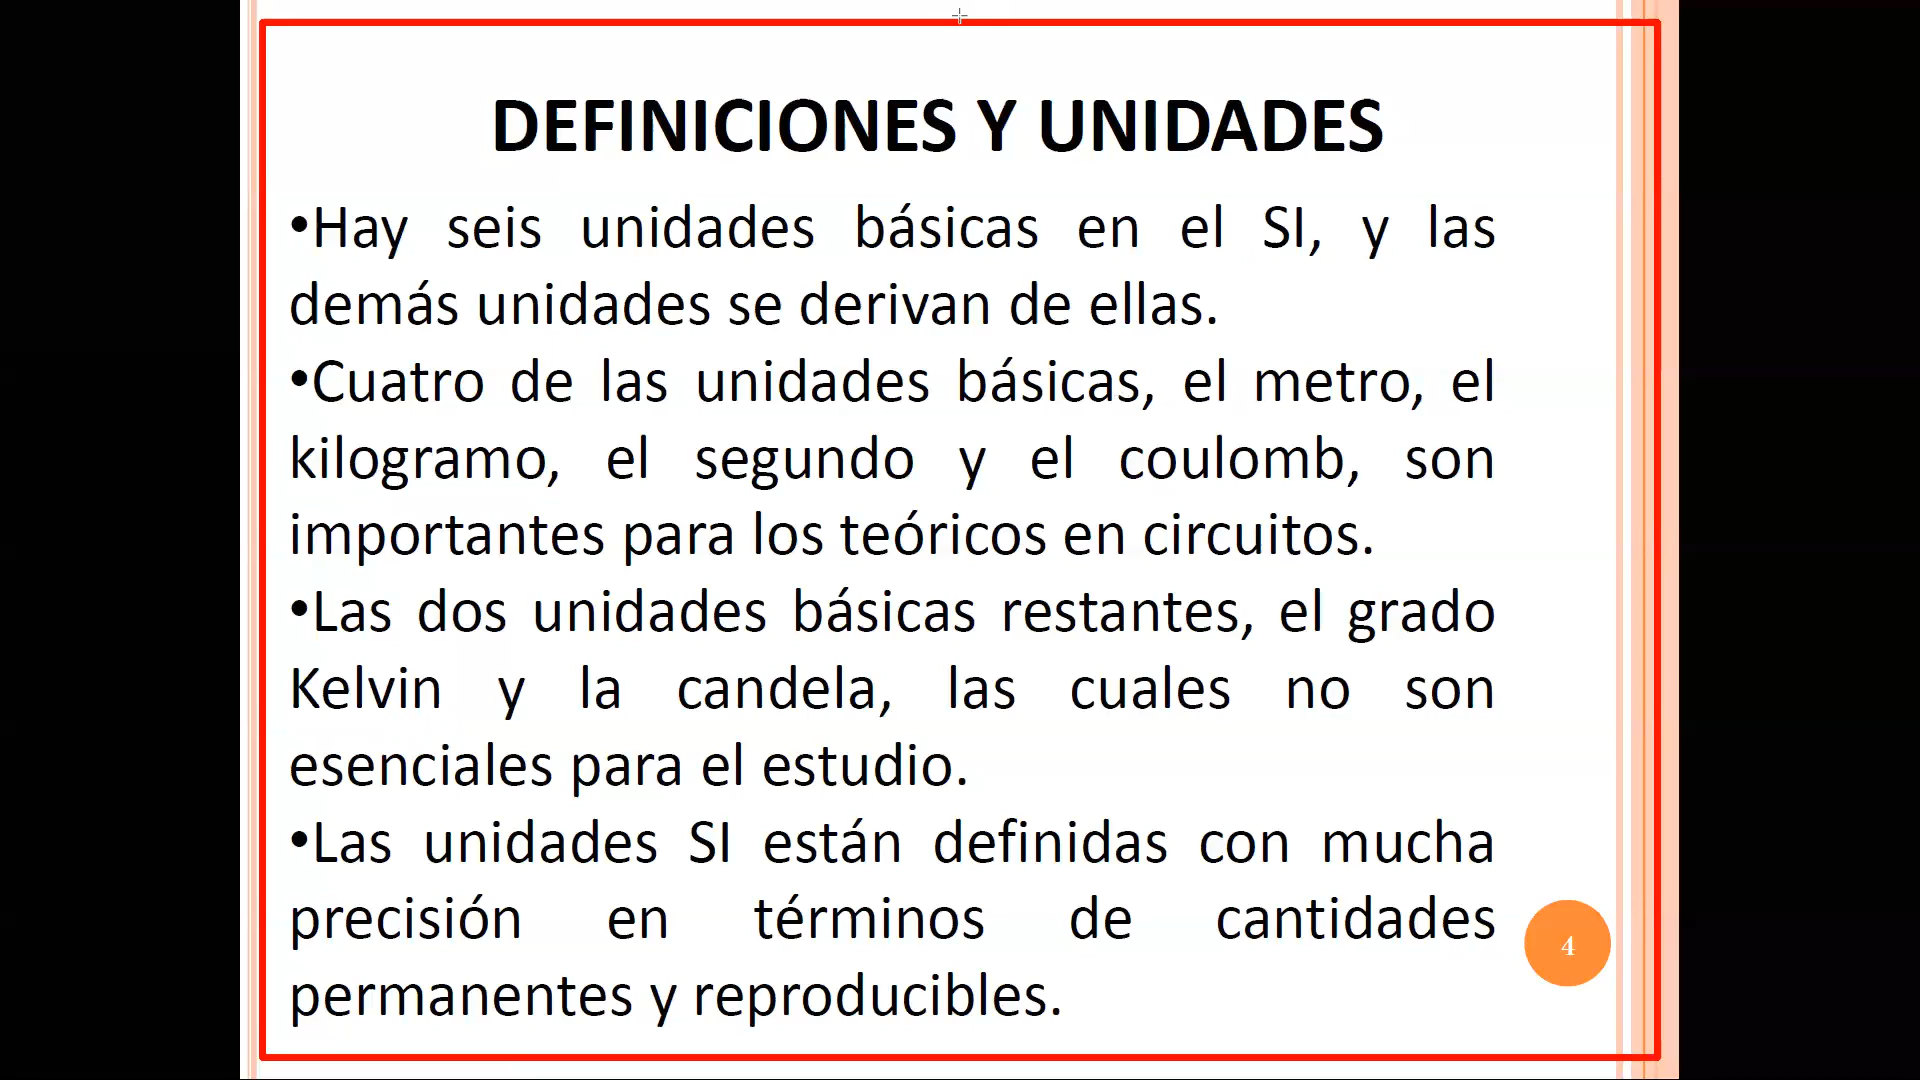 DEFINICIONES Y UNIDADES
•Hay seis unidades básicas en el SI, y las
demás unidades se derivan de ellas.
•Cuatro de las unidades básicas, el metro, el
kilogramo, el segundo y el coulomb, son
importantes para los teóricos en circuitos.
•Las dos unidades básicas restantes, el grado
Kelvin y la candela, las cuales no son
esenciales para el estudio.
•Las unidades SI están definidas con mucha
precisión en términos de cantidades
permanentes y reproducibles.
4